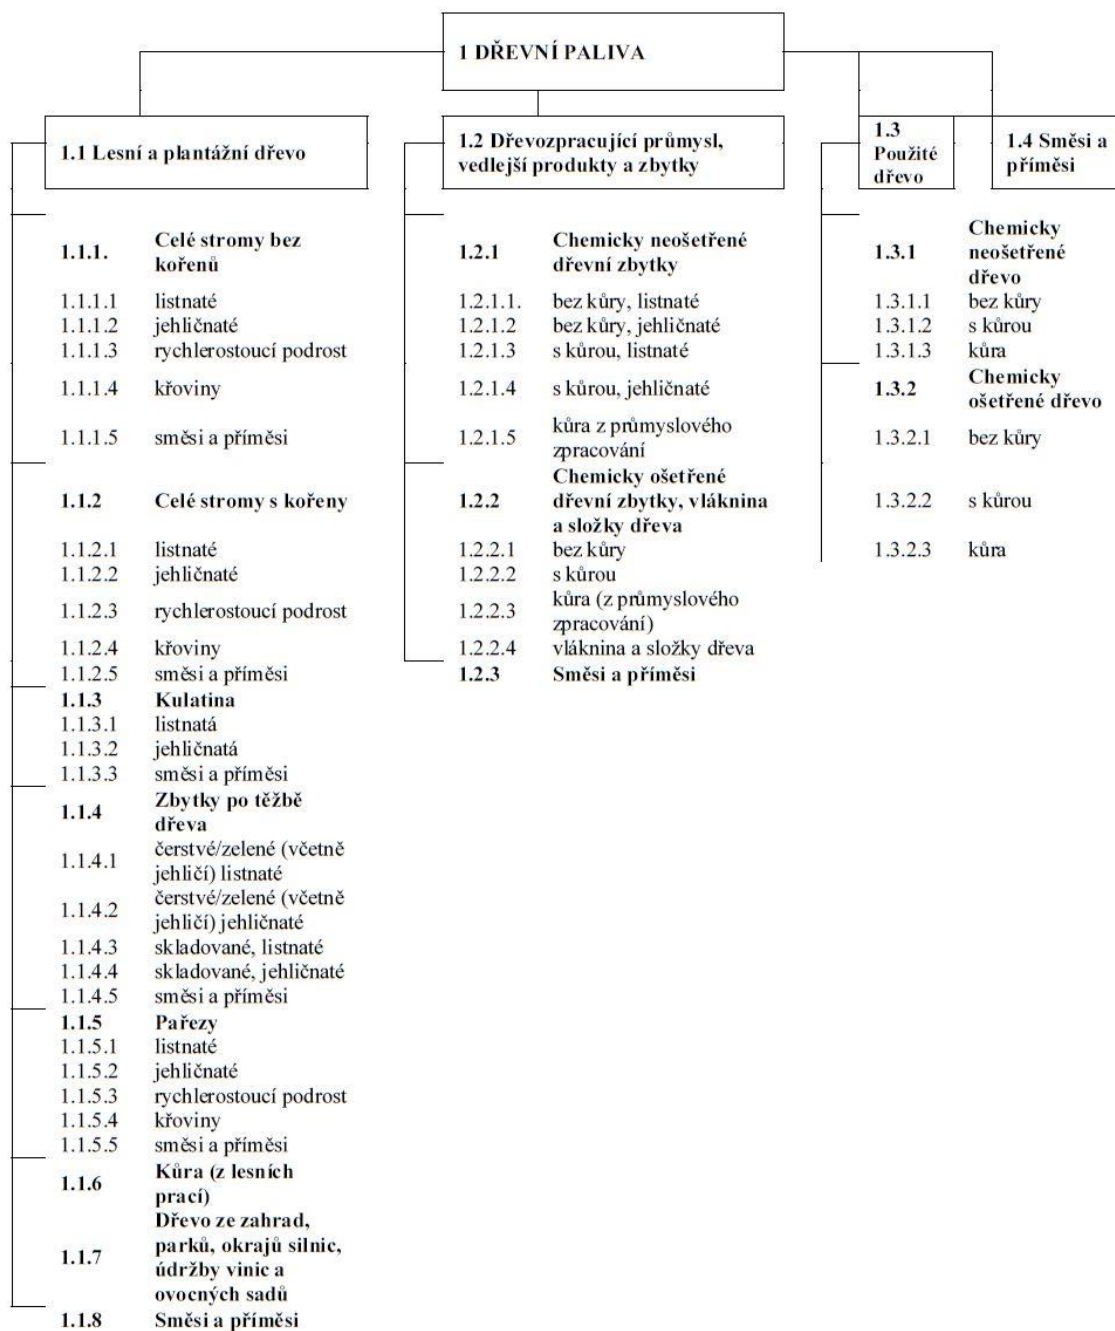 1 DŘEVNÍ PALIVA
1.1 Lesní a plantážní dřevo
1.1.1. Celé stromy bez
kořenů
1.1.1.1 listnaté
1.1.1.2 jehličnaté
1.1.1.3 rychlerostoucí podrost
1.1.1.4 křoviny
1.1.1.5 směsi a příměsi
1.1.2 Celé stromy s kořeny
1.1.2.1 listnaté
1.1.2.2 jehličnaté
1.1.2.3 rychlerostoucí podrost
1.1.2.4 křoviny
1.1.2.5 směsi a příměsi
1.1.3 Kulatina
1.1.3.1 listnatá
1.1.3.2 jehličnatá
1.1.3.3 směsi a příměsi
1.1.4 Zbytky po těžbě
dřeva
1.1.4.1 čerstvé/zelené (včetně
jehličí) listnaté
1.1.4.2 čerstvé/zelené (včetně
jehličí) jehličnaté
1.1.4.3 skladované, listnaté
1.1.4.4 skladované, jehličnaté
1.1.4.5 směsi a příměsi
1.1.5 Pařezy
1.1.5.1 listnaté
1.1.5.2 jehličnaté
1.1.5.3 rychlerostoucí podrost
1.1.5.4 křoviny
1.1.5.5 směsi a příměsi
1.1.6 Kůra (z lesních
prací)
1.1.7 Dřevo ze zahrad,
parků, okrajů silnic,
údržby vinic a
ovocných sadů
1.1.8 Směsi a příměsi
1.2 Dřevozpracující průmysl,
vedlejší produkty a zbytky
1.2.1 Chemicky neošetřené
dřevní zbytky
1.2.1.1. bez kůry, listnaté
1.2.1.2 bez kůry, jehličnaté
1.2.1.3 s kůrou, listnaté
1.2.1.4 s kůrou, jehličnaté
1.2.1.5 kůra z průmyslového
zpracování
1.2.2 Chemicky ošetřené
dřevní zbytky, vláknina
a složky dřeva
1.2.2.1 bez kůry
1.2.2.2 s kůrou
1.2.2.3 kůra (z průmyslového
zpracování)
1.2.2.4 vláknina a složky dřeva
1.2.3 Směsi a příměsi
1.3
Použité
dřevo
1.3.1 Chemicky
neošetřené
dřevo
1.3.1.1 bez kůry
1.3.1.2 s kůrou
1.3.1.3 kůra
1.3.2 Chemicky
ošetřené dřevo
1.3.2.1 bez kůry
1.3.2.2 s kůrou
1.3.2.3 kůra
1.4 Směsi a
příměsi